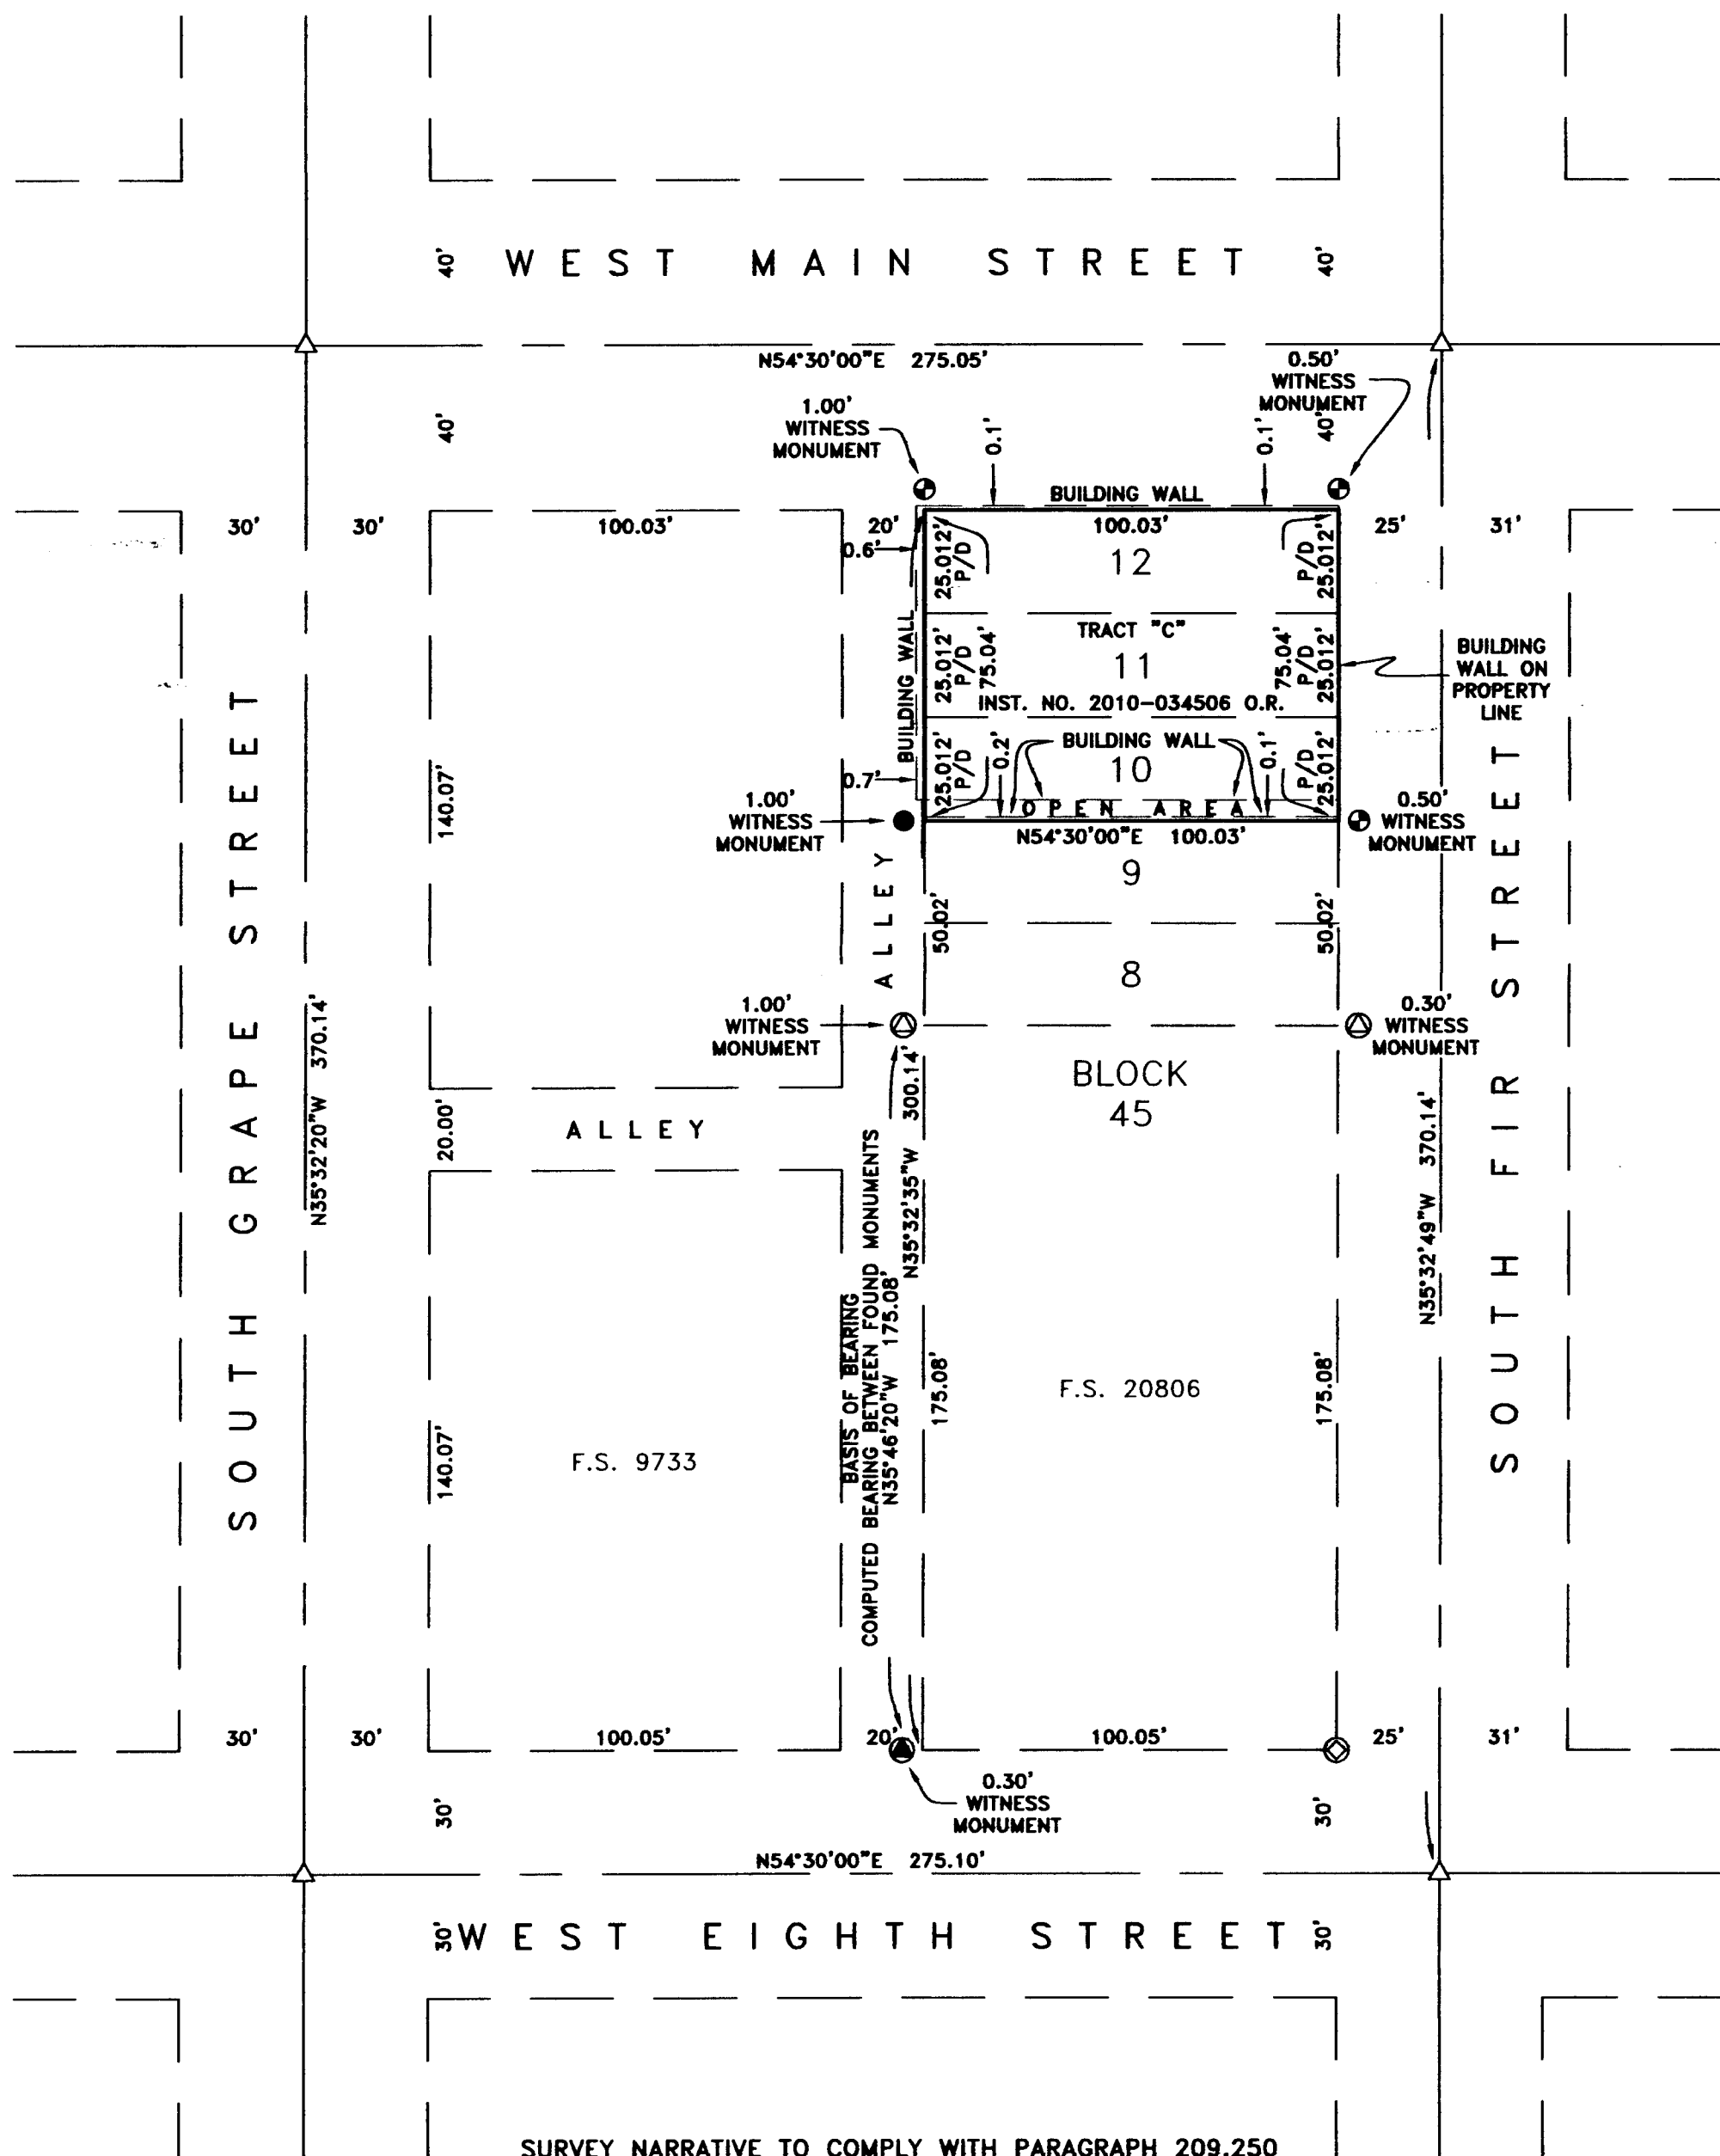 WEST MAIN STREET
40'
40'
N54°30'00"E 275.05'
40'
40'
1.00'
WITNESS
MONUMENT
0.50'
WITNESS
MONUMENT
0.1'
0.1'
BUILDING WALL
30'
30'
100.03'
20'
100.03'
25'
31'
0.6'
25.012'
P/D
12
25.012'
P/D
TRACT "C"
25.012'
P/D
75.04'
11
75.04'
P/D
25.012'
INST. NO. 2010-034506 O.R.
BUILDING WALL
BUILDING
WALL ON
PROPERTY
LINE
BUILDING WALL
25.012'
P/D
0.2'
10
0.1'
P/D
25.012'
0.7'
OPEN AREA
1.00'
WITNESS
MONUMENT
N54°30'00"E 100.03'
0.50'
WITNESS
MONUMENT
140.07'
9
ALLEY
50.02'
50.02'
8
1.00'
WITNESS
MONUMENT
0.30'
WITNESS
MONUMENT
SOUTH GRAPE STREET
N35°32'20"W 370.14'
BLOCK
45
20.00'
ALLEY
BASIS OF BEARING
COMPUTED BEARING BETWEEN FOUND MONUMENTS
N35°46'20"W 175.08'
N35°32'35"W 300.14'
N35°32'49"W 370.14'
SOUTH FIR STREET
175.08'
F.S. 20806
175.08'
140.07'
F.S. 9733
30'
30'
100.05'
20'
100.05'
25'
31'
0.30'
WITNESS
MONUMENT
30'
30'
N54°30'00"E 275.10'
30'
WEST EIGHTH STREET
30'
SURVEY NARRATIVE TO COMPLY WITH PARAGRAPH 209.250